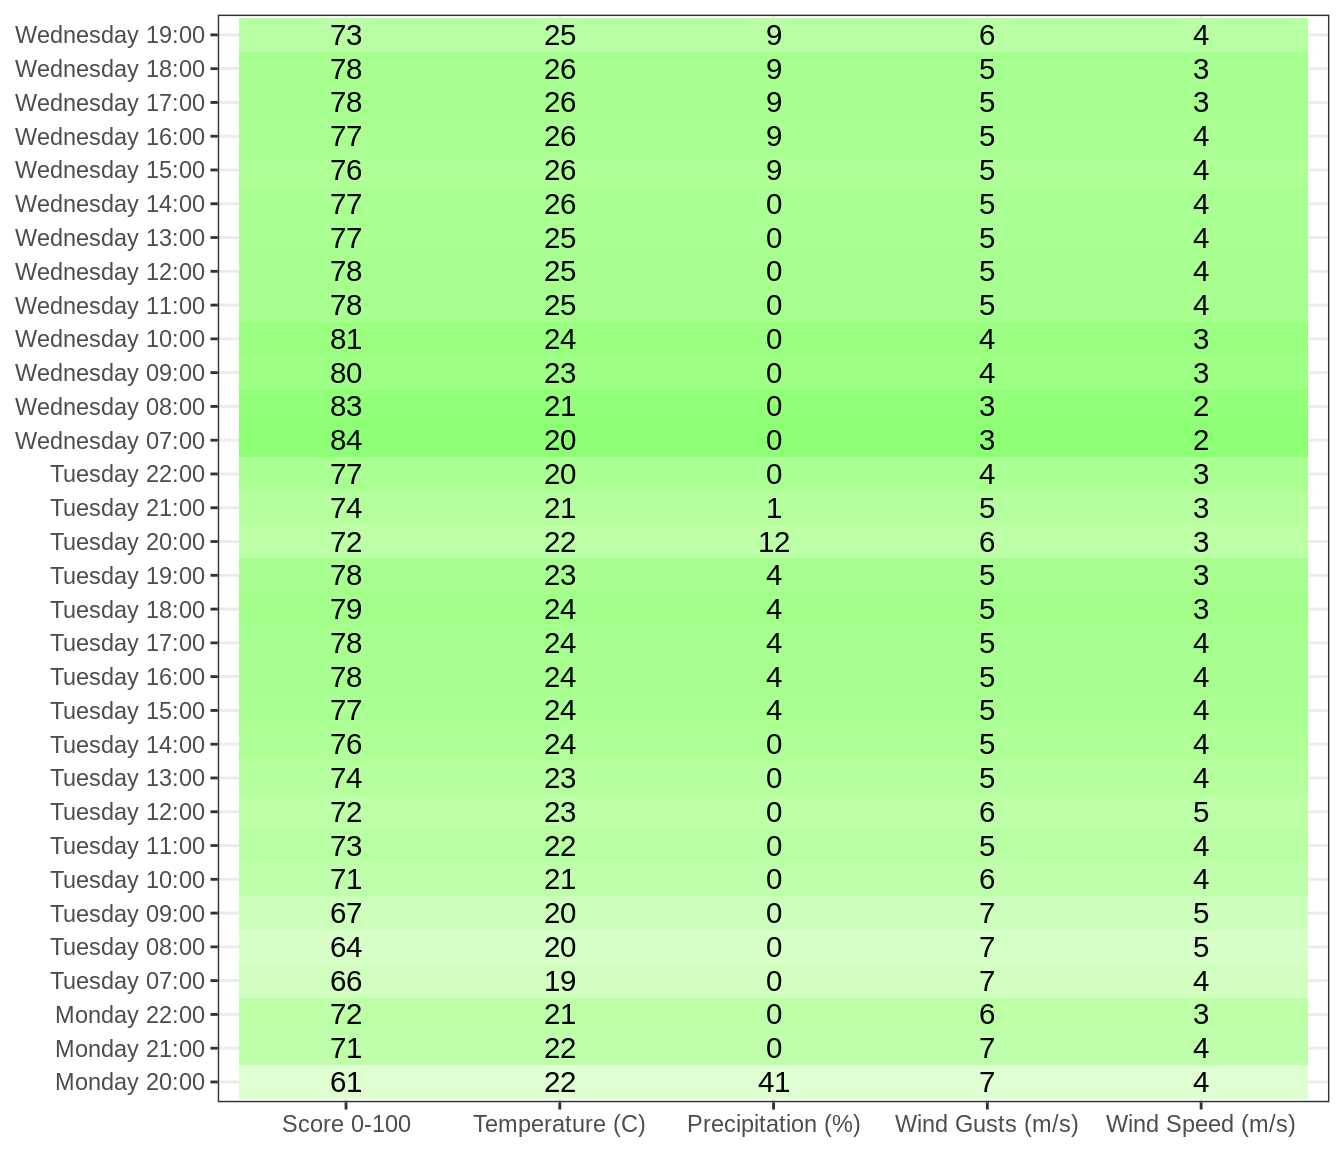 Wednesday 19:00 73 25 9 6 4
Wednesday 18:00 78 26 9 5 3
Wednesday 17:00 78 26 9 5 3
Wednesday 16:00 77 26 9 5 4
Wednesday 15:00 76 26 9 5 4
Wednesday 14:00 77 26 0 5 4
Wednesday 13:00 77 25 0 5 4
Wednesday 12:00 78 25 0 5 4
Wednesday 11:00 78 25 0 5 4
Wednesday 10:00 81 24 0 4 3
Wednesday 09:00 80 23 0 4 3
Wednesday 08:00 83 21 0 3 2
Wednesday 07:00 84 20 0 3 2
Tuesday 22:00 77 20 0 4 3
Tuesday 21:00 74 21 1 5 3
Tuesday 20:00 72 22 12 6 3
Tuesday 19:00 78 23 4 5 3
Tuesday 18:00 79 24 4 5 3
Tuesday 17:00 78 24 4 5 4
Tuesday 16:00 78 24 4 5 4
Tuesday 15:00 77 24 4 5 4
Tuesday 14:00 76 24 0 5 4
Tuesday 13:00 74 23 0 5 4
Tuesday 12:00 72 23 0 6 5
Tuesday 11:00 73 22 0 5 4
Tuesday 10:00 71 21 0 6 4
Tuesday 09:00 67 20 0 7 5
Tuesday 08:00 64 20 0 7 5
Tuesday 07:00 66 19 0 7 4
Monday 22:00 72 21 0 6 3
Monday 21:00 71 22 0 7 4
Monday 20:00 61 22 41 7 4
Score 0-100 Temperature (C) Precipitation (%) Wind Gusts (m/s) Wind Speed (m/s)